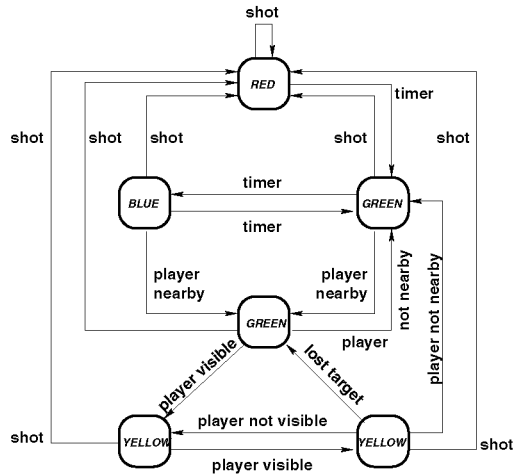 shot
RED
timer
shot
shot
shot
shot
shot
timer
BLUE
GREEN
timer
player
nearby
player
nearby
not nearby
player not nearby
GREEN
player
player visible
lost target
player not visible
shot
YELLOW
YELLOW
shot
player visible